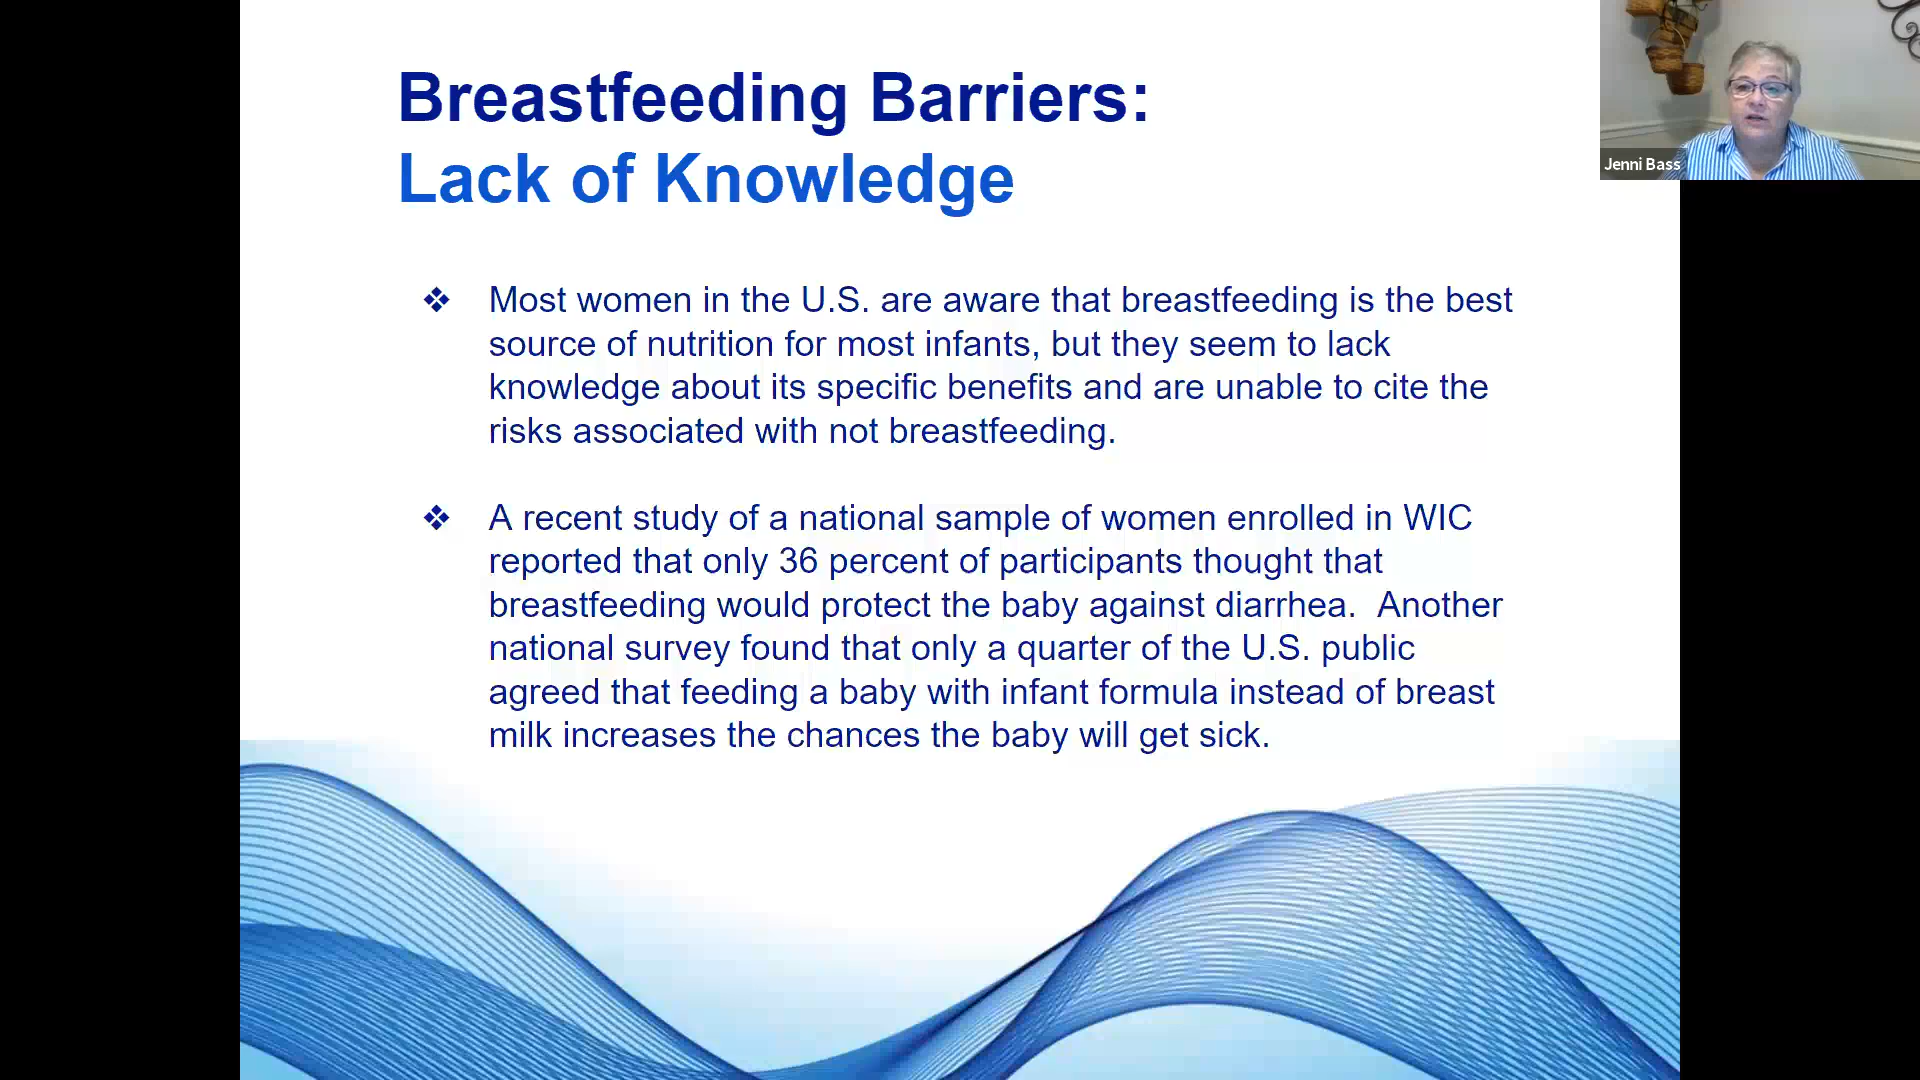 Breastfeeding Barriers:
Lack of Knowledge
Jenni Bass
❖ Most women in the U.S. are aware that breastfeeding is the best
source of nutrition for most infants, but they seem to lack
knowledge about its specific benefits and are unable to cite the
risks associated with not breastfeeding.
❖ A recent study of a national sample of women enrolled in WIC
reported that only 36 percent of participants thought that
breastfeeding would protect the baby against diarrhea.  Another
national survey found that only a quarter of the U.S. public
agreed that feeding a baby with infant formula instead of breast
milk increases the chances the baby will get sick.